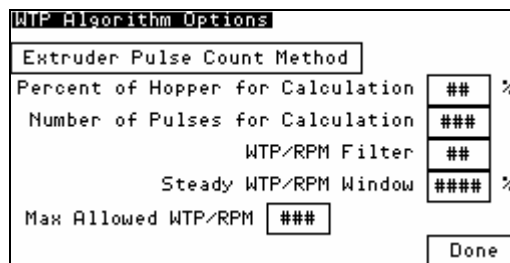 WTP Algorithm Options
Extruder Pulse Count Method
Percent of Hopper for Calculation ## %
Number of Pulses for Calculation ###
WTP/RPM Filter ##
Steady WTP/RPM Window #### %
Max Allowed WTP/RPM ###
Done